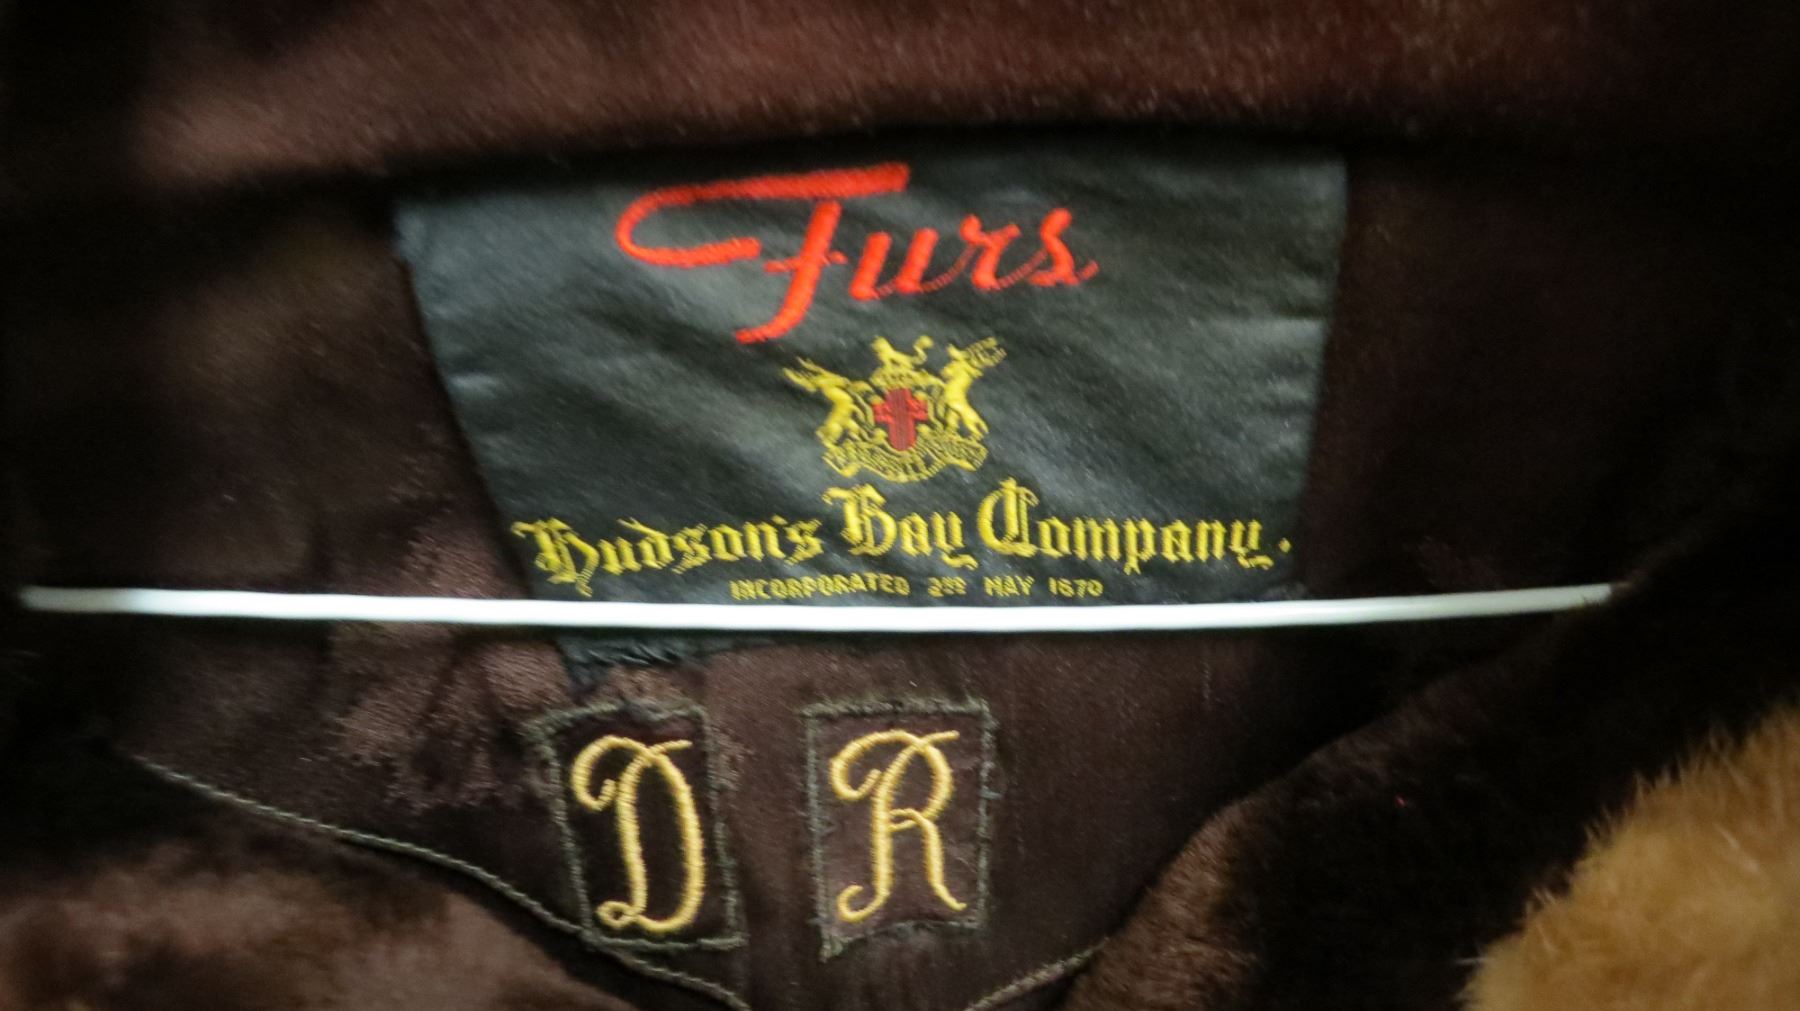 Furs
Hudson's Bay Company.
INCORPORATED 2ND MAY 1670
D R